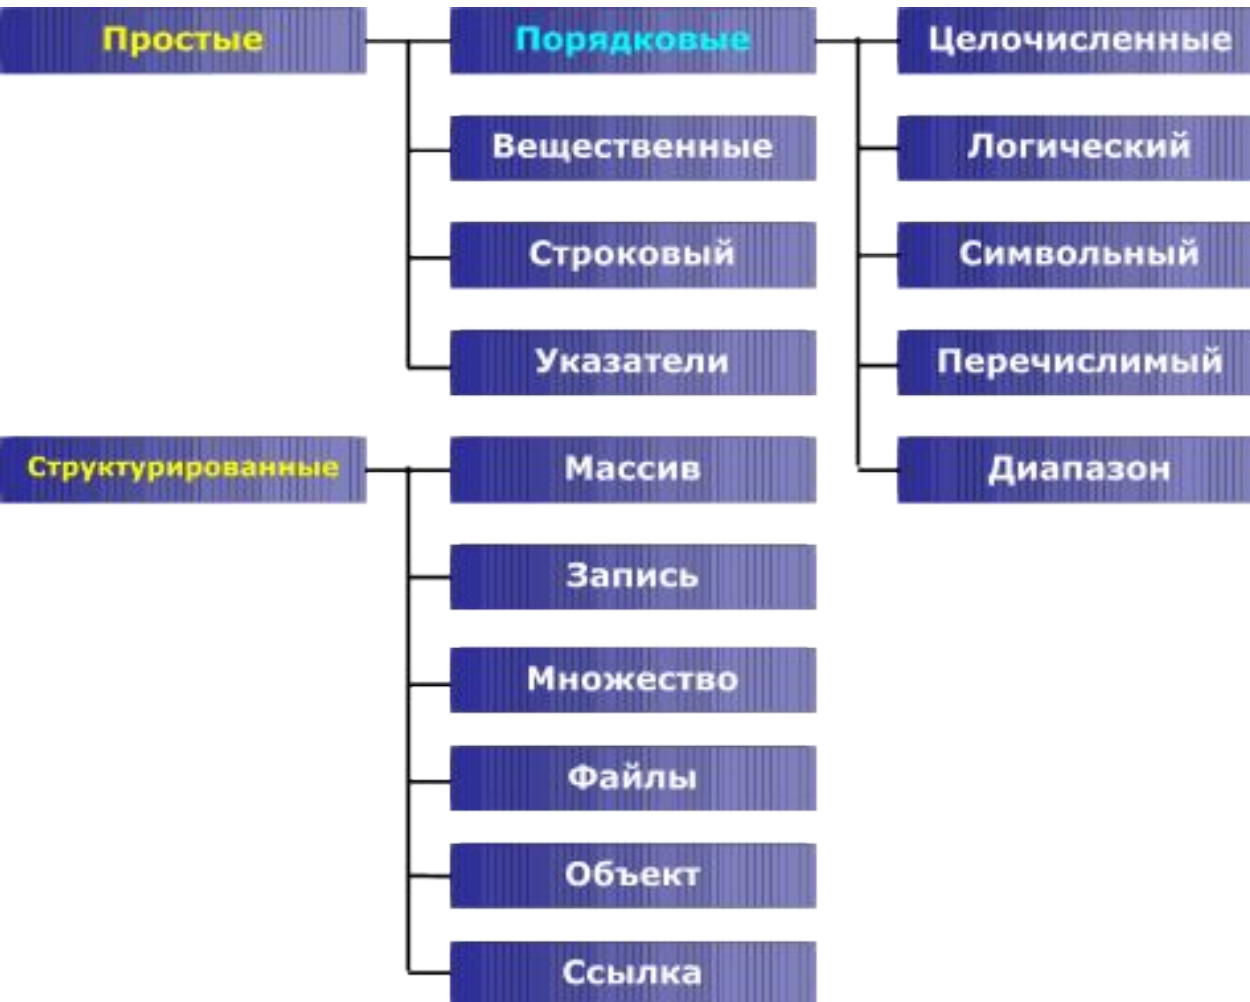 Простые
Порядковые
Целочисленные
Вещественные
Логический
Строковый
Символьный
Указатели
Перечислимый
Структурированные
Массив
Диапазон
Запись
Множество
Файлы
Объект
Ссылка